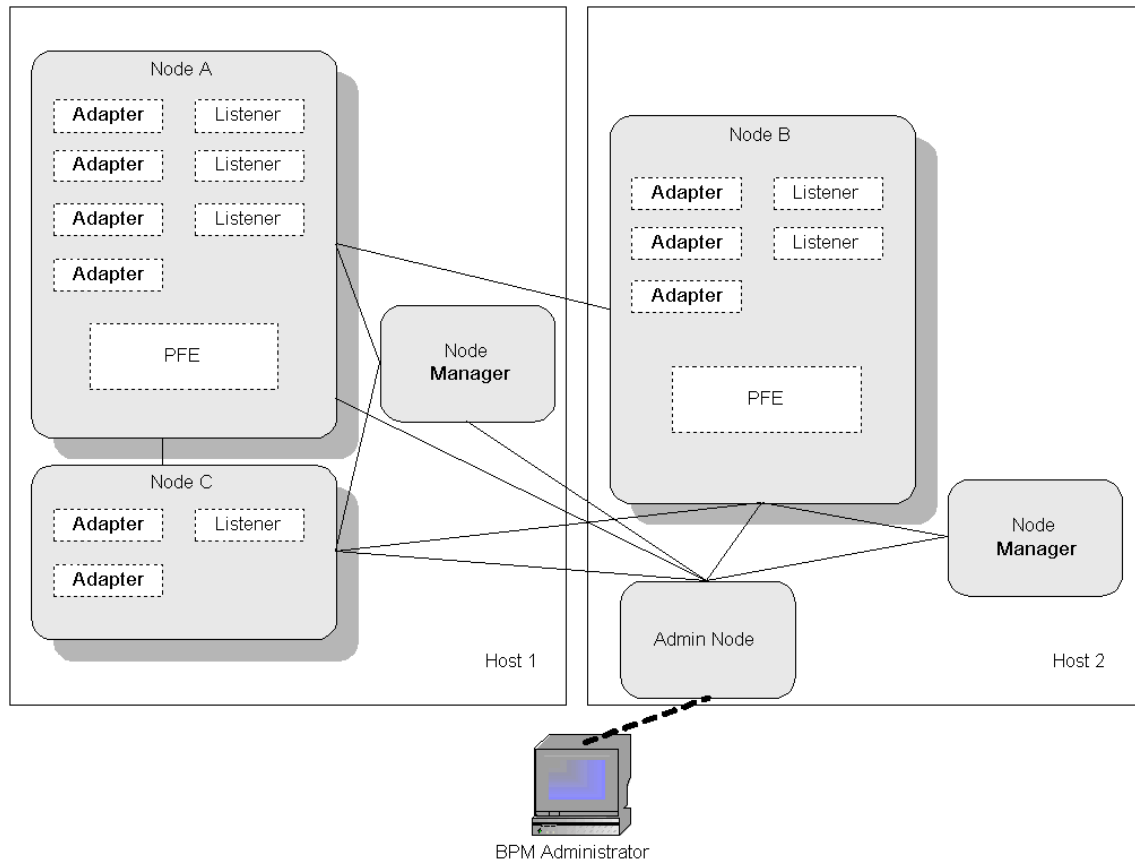 Node A
Adapter Listener
Adapter Listener
Adapter Listener
Adapter
PFE
Node C
Adapter Listener
Adapter
Node
Manager
Host 1
Node B
Adapter Listener
Adapter Listener
Adapter
PFE
Node
Manager
Admin Node
Host 2
BPM Administrator